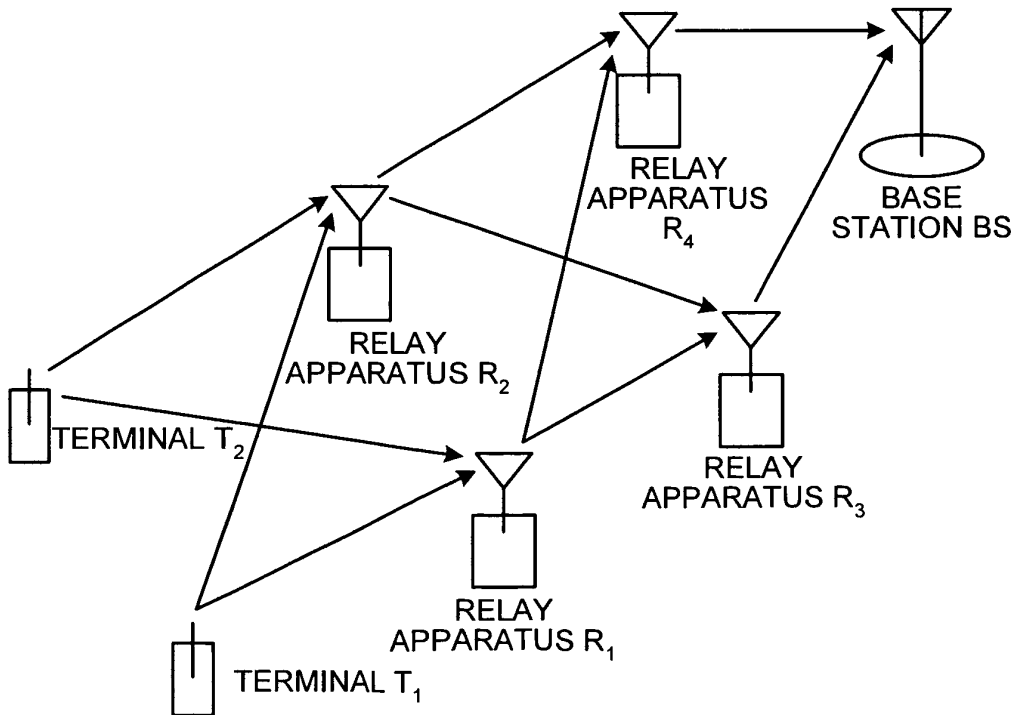 RELAY
APPARATUS
R₄
BASE
STATION BS
RELAY
APPARATUS R₂
TERMINAL T₂
RELAY
APPARATUS R₃
RELAY
APPARATUS R₁
TERMINAL T₁